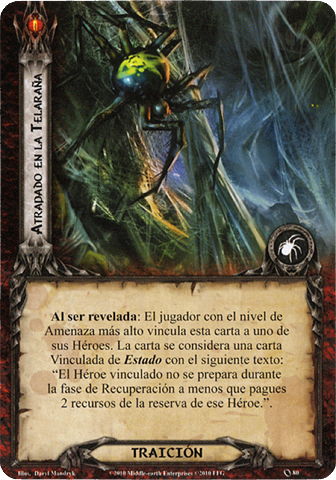 ATRAPADO EN LA TELARAÑA
Al ser revelada: El jugador con el nivel de
Amenaza más alto vincula esta carta a uno de
sus Héroes. La carta se considera una carta
Vinculada de Estado con el siguiente texto:
“El Héroe vinculado no se prepara durante
la fase de Recuperación a menos que pagues
2 recursos de la reserva de ese Héroe.”.
TRAICIÓN
Illus. Daryl Mandryk ©2010 Middle-earth Enterprises ©2010 FFG 80